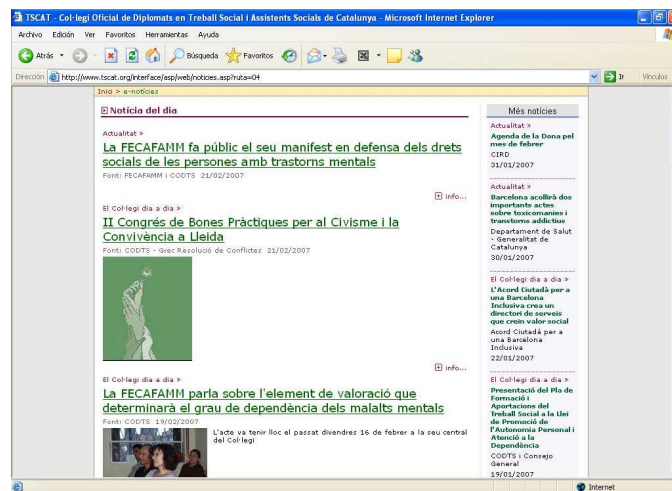 TSCAT - Col·legi Oficial de Diplomats en Treball Social i Assistents Socials de Catalunya - Microsoft Internet Explorer
Archivo Edición Ver Favoritos Herramientas Ayuda
Atrás Búsqueda Favoritos
Dirección http://www.tscat.org/interface/asp/web/noticies.asp?ruta=04 Ir Vínculos
Inici > e-notícies
Notícia del dia
Actualitat »
La FECAFAMM fa públic el seu manifest en defensa dels drets
socials de les persones amb trastorns mentals
Font: FECAFAMM i CODTS 21/02/2007
info...
El Col·legi dia a dia »
II Congrés de Bones Pràctiques per al Civisme i la
Convivència a Lleida
Font: CODTS - Grec Resolució de Conflictes 21/02/2007
info...
El Col·legi dia a dia »
La FECAFAMM parla sobre l'element de valoració que
determinarà el grau de dependència dels malalts mentals
Font: CODTS 19/02/2007
L'acte va tenir lloc el passat divendres 16 de febrer a la seu central
del Col·legi
Més notícies
Actualitat »
Agenda de la Dona pel
mes de febrer
CIRD
31/01/2007
Actualitat »
Barcelona acollirà dos
importants actes
sobre toxicomanies i
transtorns addictius
Departament de Salut
- Generalitat de
Catalunya
30/01/2007
El Col·legi dia a dia »
L'Acord Ciutadà per a
una Barcelona
Inclusiva crea un
directori de serveis
que crein valor social
Acord Ciutadà per a
una Barcelona
Inclusiva
22/01/2007
El Col·legi dia a dia »
Presentació del Pla de
Formació i
Aportacions del
Treball Social a la Llei
de Promoció de
l'Autonomia Personal i
Atenció a la
Dependència
CODTS i Consejo
General
19/01/2007
Internet